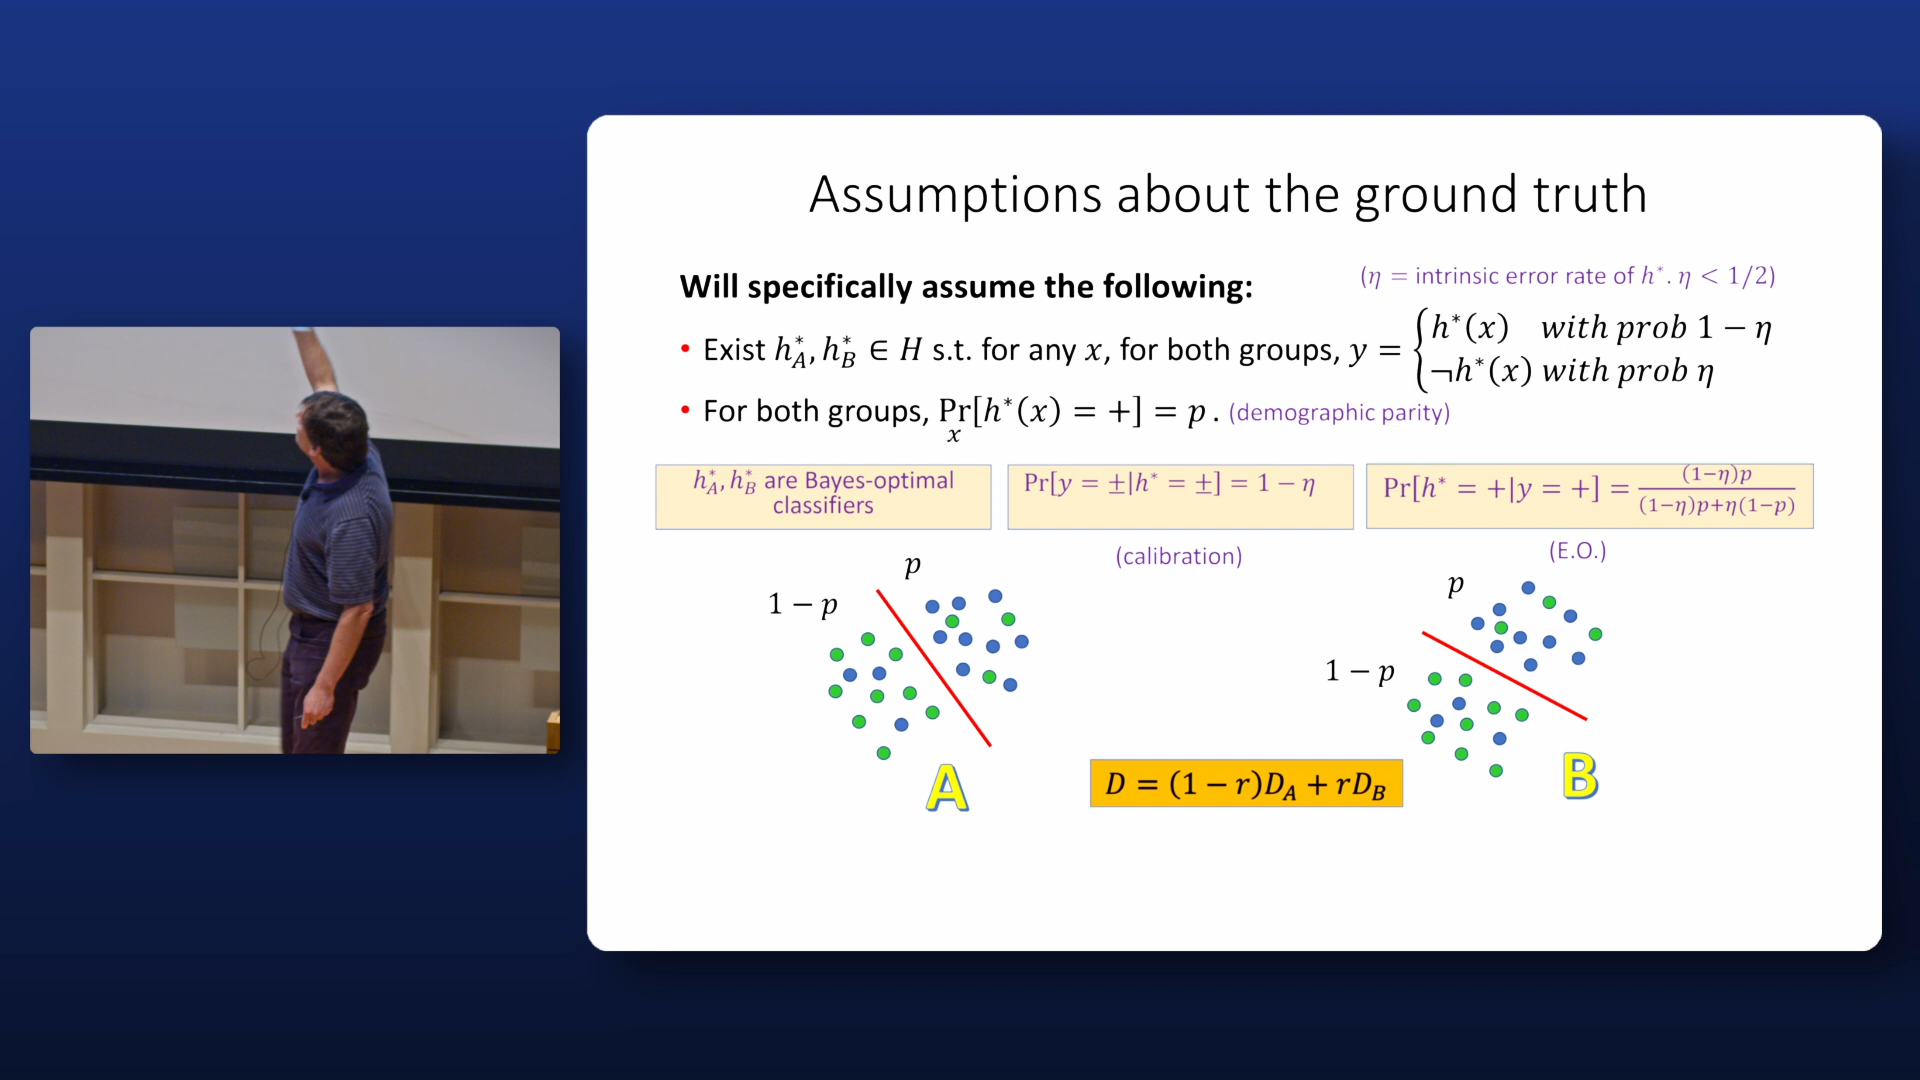 Assumptions about the ground truth
Will specifically assume the following:
(η = intrinsic error rate of h*. η < 1/2)
• Exist h*_A, h*_B ∈ H s.t. for any x, for both groups, y = { h*(x) with prob 1 − η
¬h*(x) with prob η
• For both groups, Pr_x[h*(x) = +] = p. (demographic parity)
h*_A, h*_B are Bayes-optimal
classifiers
Pr[y = ±|h* = ±] = 1 − η
Pr[h* = +|y = +] = (1−η)p / (1−η)p+η(1−p)
(calibration)
(E.O.)
p
1 − p
p
1 − p
A
D = (1 − r)D_A + rD_B
B